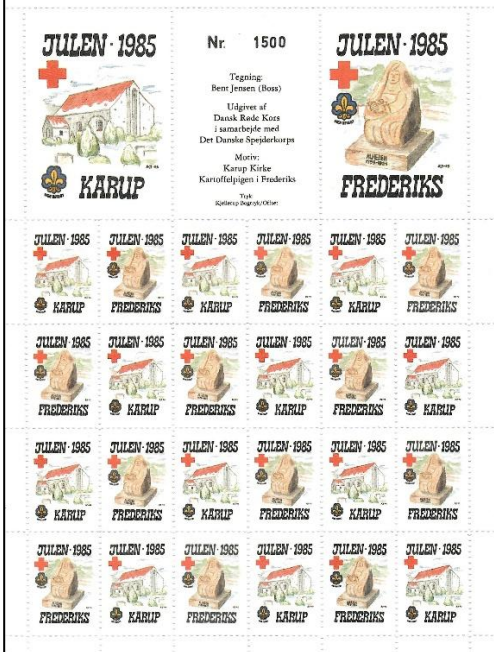 JULEN · 1985
KARUP
Nr. 1500
Tegning:
Bent Jensen (Boss)
Udgivet af
Dansk Røde Kors
i samarbejde med
Det Danske Spejderkorps
Motiv:
Karup Kirke
Kartoffelpigen i Frederiks
Tryk:
JULEN · 1985
FREDERIKS
JULEN · 1985
KARUP
JULEN · 1985
FREDERIKS
JULEN · 1985
KARUP
JULEN · 1985
FREDERIKS
JULEN · 1985
KARUP
JULEN · 1985
FREDERIKS
JULEN · 1985
FREDERIKS
JULEN · 1985
KARUP
JULEN · 1985
FREDERIKS
JULEN · 1985
KARUP
JULEN · 1985
FREDERIKS
JULEN · 1985
KARUP
JULEN · 1985
KARUP
JULEN · 1985
FREDERIKS
JULEN · 1985
KARUP
JULEN · 1985
FREDERIKS
JULEN · 1985
KARUP
JULEN · 1985
FREDERIKS
JULEN · 1985
FREDERIKS
JULEN · 1985
KARUP
JULEN · 1985
FREDERIKS
JULEN · 1985
KARUP
JULEN · 1985
FREDERIKS
JULEN · 1985
KARUP